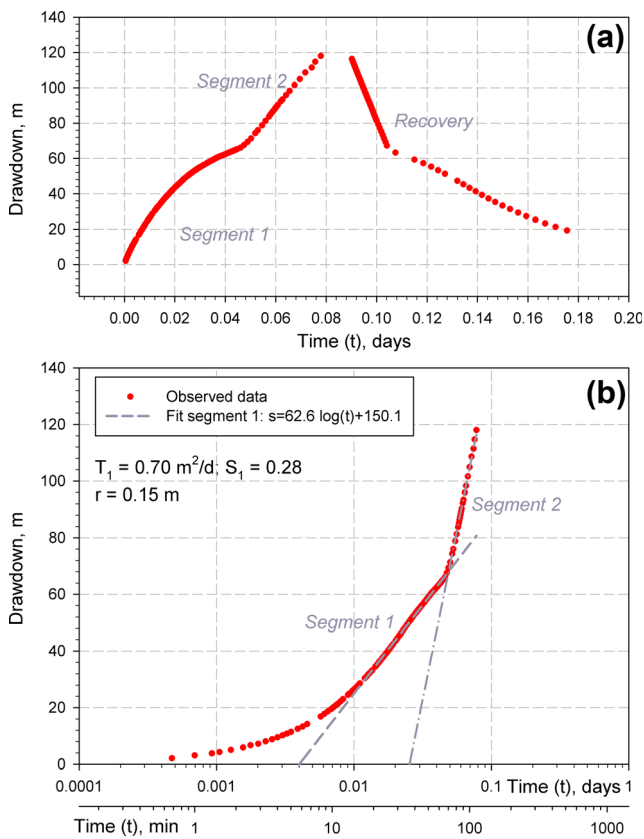 (a)
140
120
100
80
60
40
20
0
Drawdown, m
Segment 2
Segment 1
Recovery
0.00 0.02 0.04 0.06 0.08 0.10 0.12 0.14 0.16 0.18 0.20
Time (t), days
(b)
140
120
100
80
60
40
20
0
Drawdown, m
Observed data
Fit segment 1: s=62.6 log(t)+150.1
T₁ = 0.70 m²/d; S₁ = 0.28
r = 0.15 m
Segment 2
Segment 1
0.0001 0.001 0.01 0.1 Time (t), days 1
Time (t), min 1 10 100 1000